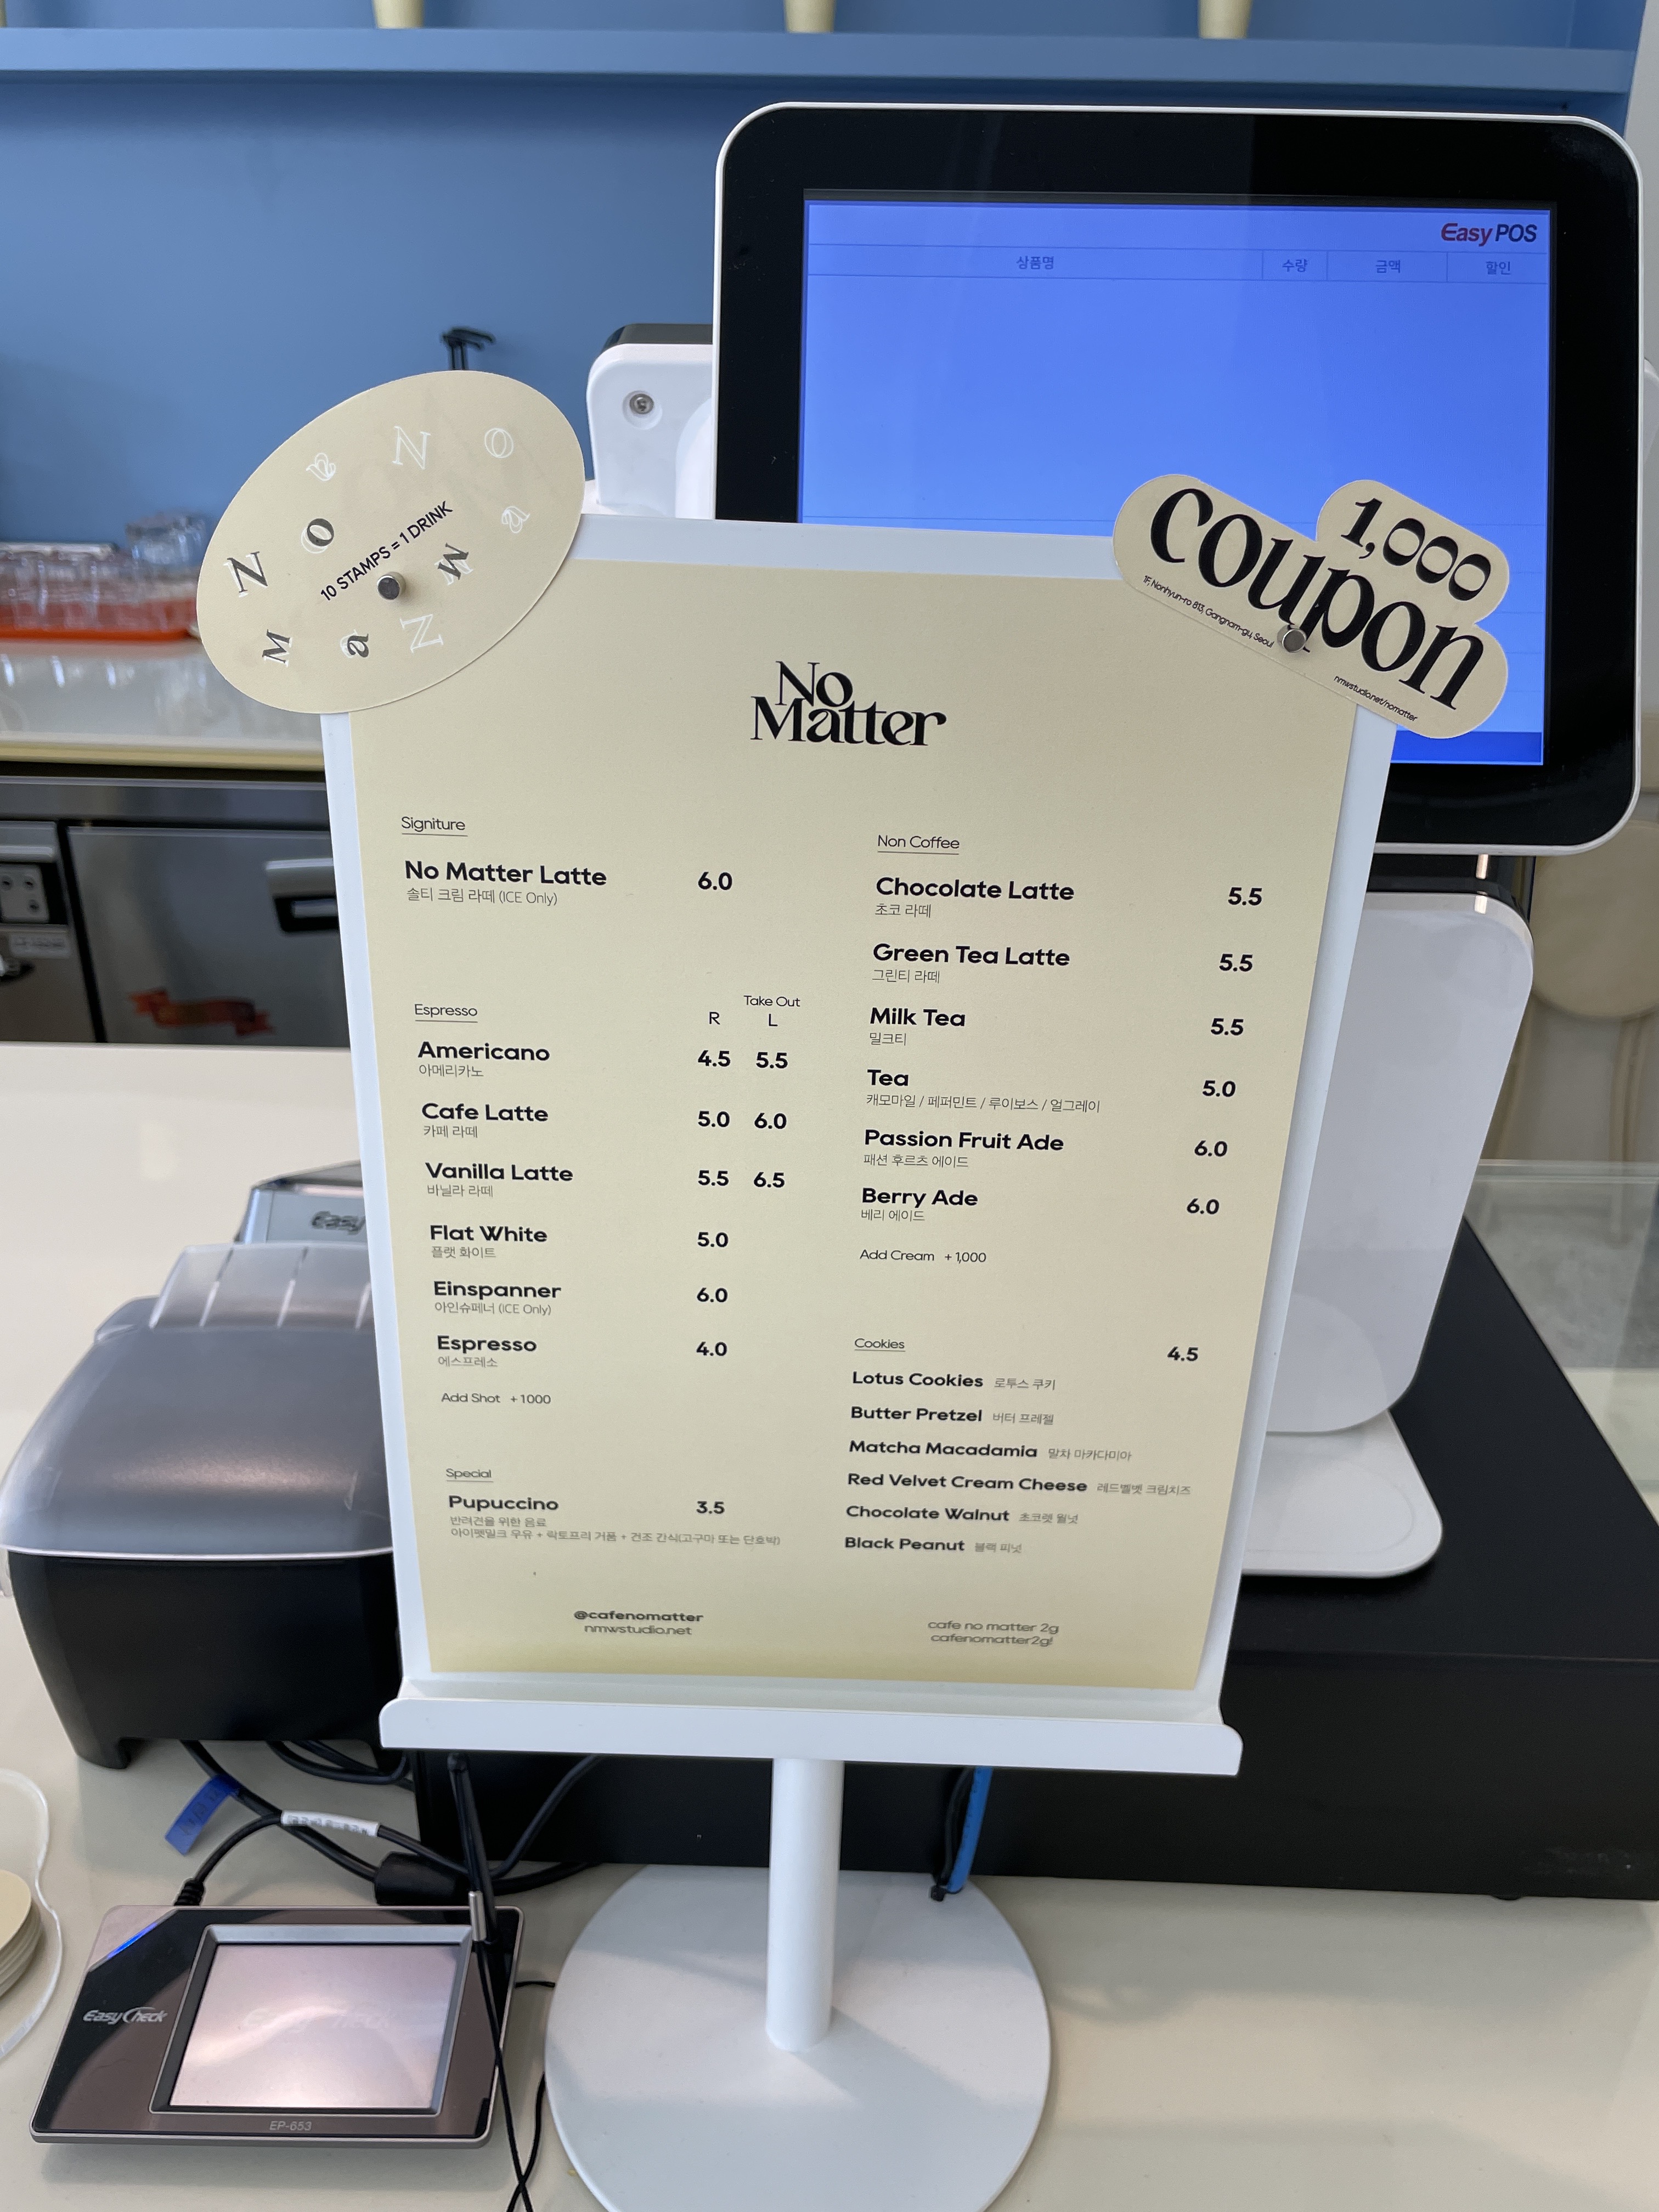 Easy POS
상품명 수량 금액 할인
10 STAMPS = 1 DRINK
N o M a N o w a N
1,000
coupon
1F, Nonhyun-ro 813, Gangnam-gu, Seoul
nmwstudio.net/nomatter
No
Matter
Signiture
No Matter Latte 6.0
솔티 크림 라떼 (ICE Only)
Espresso
Take Out
R L
Americano 4.5 5.5
아메리카노
Cafe Latte 5.0 6.0
카페 라떼
Vanilla Latte 5.5 6.5
바닐라 라떼
Flat White 5.0
플랫 화이트
Einspanner 6.0
아인슈페너 (ICE Only)
Espresso 4.0
에스프레소
Add Shot +1000
Special
Pupuccino 3.5
반려견을 위한 음료
아이펫밀크 우유 + 락토프리 거품 + 건조 간식(고구마 또는 단호박)
Non Coffee
Chocolate Latte 5.5
초코 라떼
Green Tea Latte 5.5
그린티 라떼
Milk Tea 5.5
밀크티
Tea 5.0
캐모마일 / 페퍼민트 / 루이보스 / 얼그레이
Passion Fruit Ade 6.0
패션 후르츠 에이드
Berry Ade 6.0
베리 에이드
Add Cream +1,000
Cookies 4.5
Lotus Cookies 로투스 쿠키
Butter Pretzel 버터 프레젤
Matcha Macadamia 말차 마카다미아
Red Velvet Cream Cheese 레드벨벳 크림치즈
Chocolate Walnut 초코렛 월넛
Black Peanut 블랙 피넛
@cafenomatter
nmwstudio.net
cafe no matter 2g
cafenomatter2g!
Easy
EasyCheck
EP-653